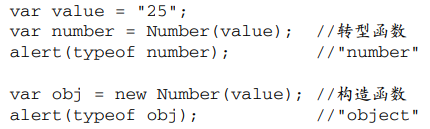 var value = "25";
var number = Number(value);  //转型函数
alert(typeof number);        //"number"
var obj = new Number(value); //构造函数
alert(typeof obj);           //"object"